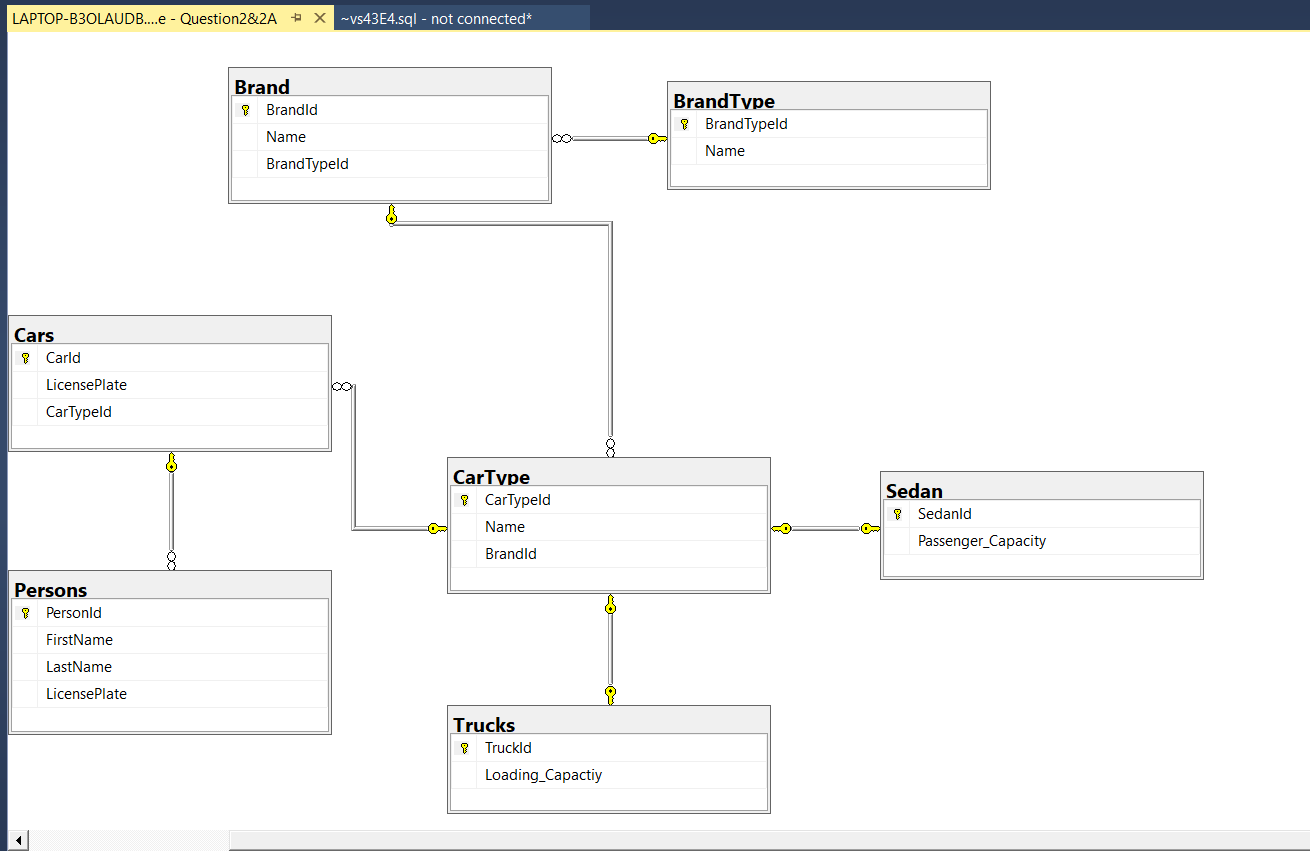 LAPTOP-B3OLAUDB....e - Question2&2A
~vs43E4.sql - not connected*
Brand
BrandId
Name
BrandTypeId
BrandType
BrandTypeId
Name
Cars
CarId
LicensePlate
CarTypeId
CarType
CarTypeId
Name
BrandId
Sedan
SedanId
Passenger_Capacity
Persons
PersonId
FirstName
LastName
LicensePlate
Trucks
TruckId
Loading_Capactiy